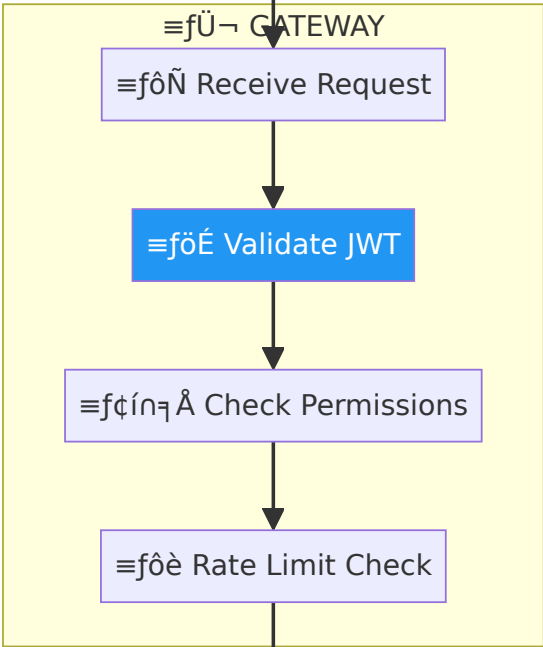 ≡ƒÜ¬ GATEWAY
≡ƒôÑ Receive Request
≡ƒöÉ Validate JWT
≡ƒ¢í∩╕Å Check Permissions
≡ƒôè Rate Limit Check